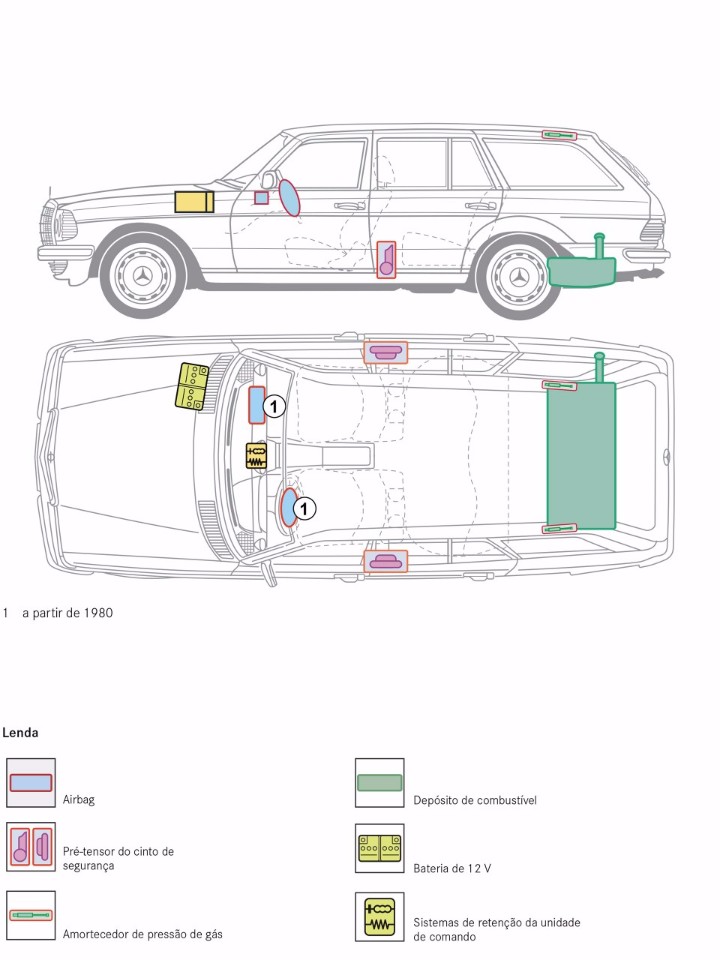 1
1
1 a partir de 1980
Lenda
Airbag
Depósito de combustível
Pré-tensor do cinto de
segurança
Bateria de 12 V
Amortecedor de pressão de gás
Sistemas de retenção da unidade
de comando